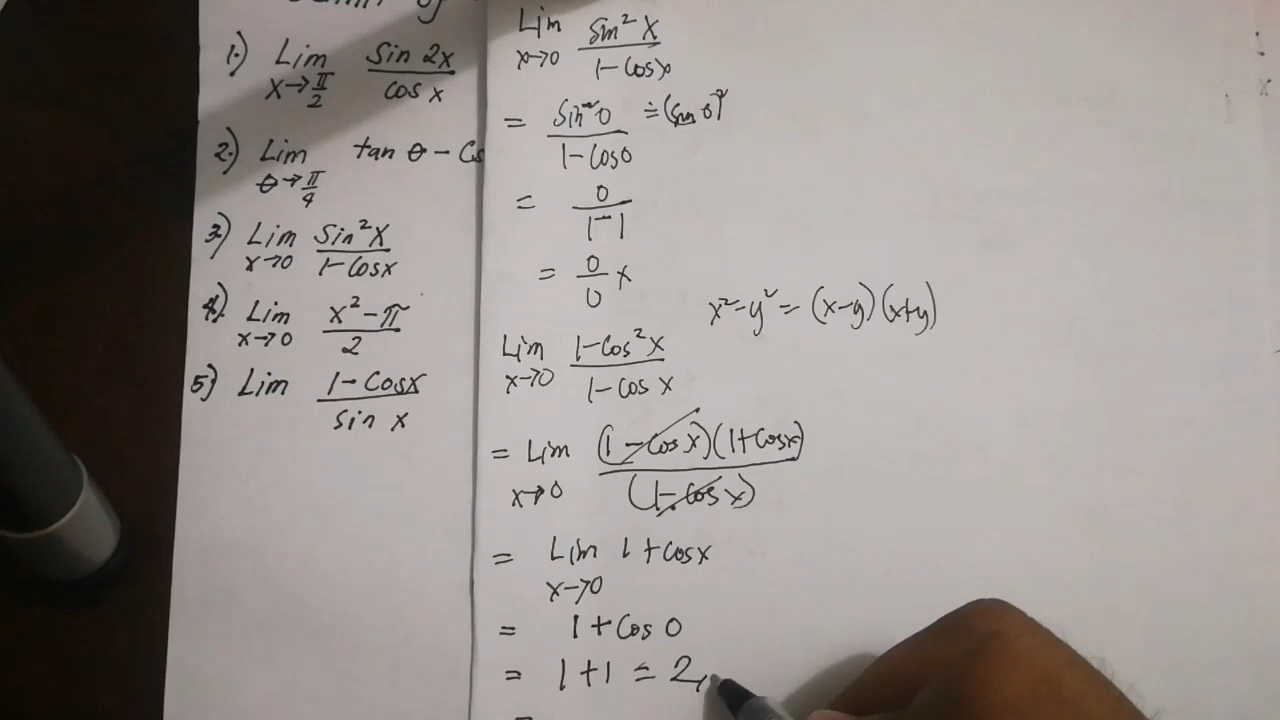 1.) Lim x→π/2 Sin 2x / cos x
2.) Lim θ→π/4 tan θ - Cs
3.) Lim x→0 Sin²x / 1-Cosx
4.) Lim x→0 x²-π / 2
5.) Lim 1-Cosx / Sin x
Lim x→0 Sin²x / 1-Cosx
= Sin²0 / 1-Cos0 = (Sin 0)²
= 0 / 1-1
= 0/0 x
x²-y² = (x-y)(x+y)
Lim x→0 1-Cos²x / 1-Cos x
= Lim x→0 (1-Cos x)(1+Cosx) / (1-Cos x)
= Lim x→0 1+Cosx
= 1+Cos 0
= 1+1 = 2,
=